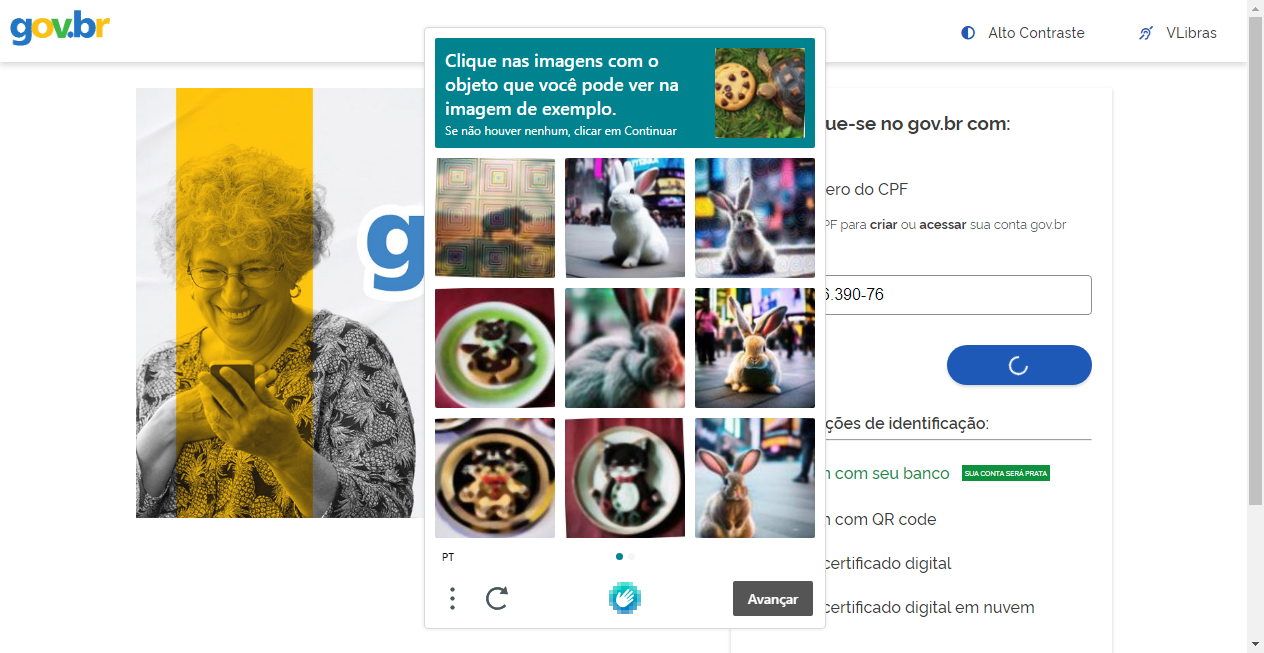 gov.br
Alto Contraste
VLibras
Clique nas imagens com o
objeto que você pode ver na
imagem de exemplo.
Se não houver nenhum, clicar em Continuar
ue-se no gov.br com:
ero do CPF
PF para criar ou acessar sua conta gov.br
6.390-76
g
ções de identificação:
com seu banco
SUA CONTA SERÁ PRATA
com QR code
certificado digital
certificado digital em nuvem
PT
Avançar